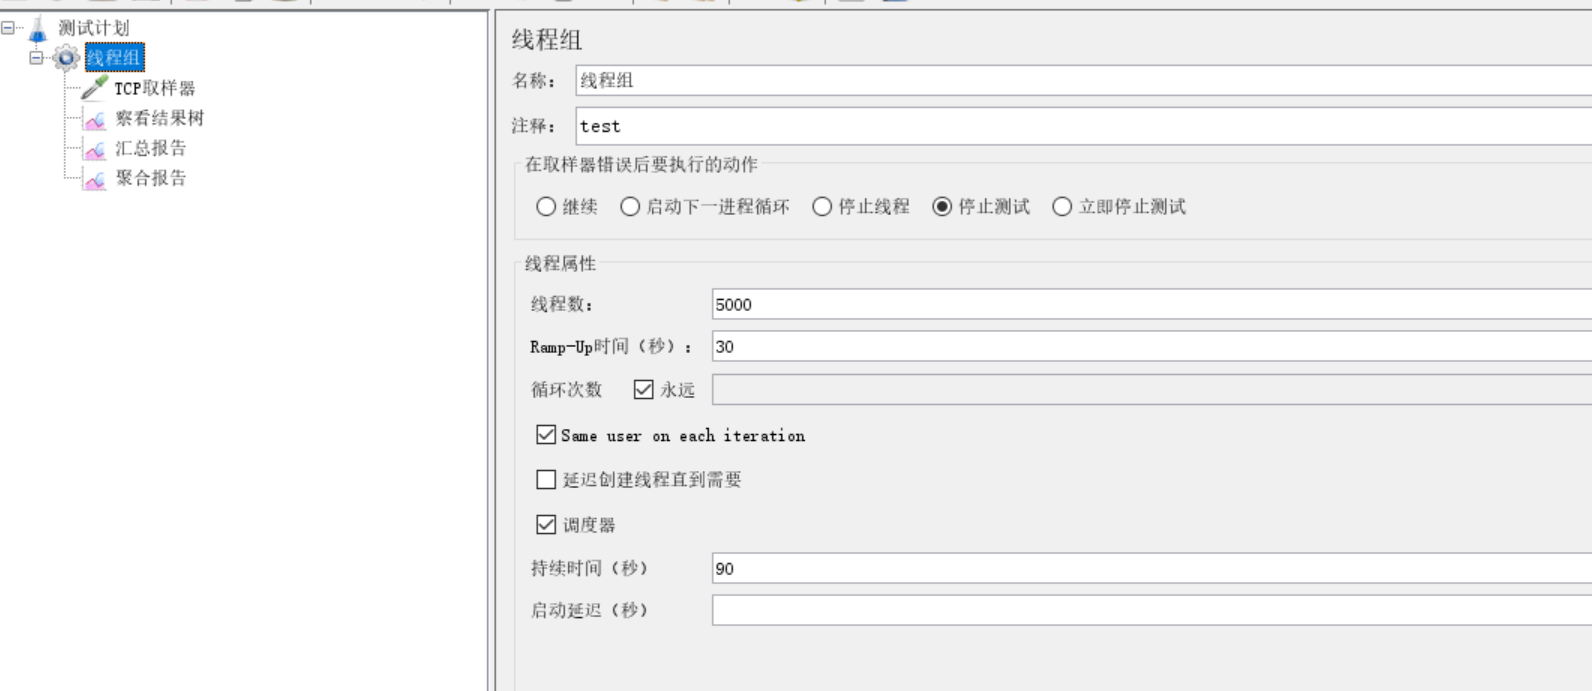 测试计划
线程组
TCP取样器
察看结果树
汇总报告
聚合报告
线程组
名称： 线程组
注释： test
在取样器错误后要执行的动作
继续 启动下一进程循环 停止线程 停止测试 立即停止测试
线程属性
线程数： 5000
Ramp-Up时间（秒）： 30
循环次数 永远
Same user on each iteration
延迟创建线程直到需要
调度器
持续时间（秒） 90
启动延迟（秒）